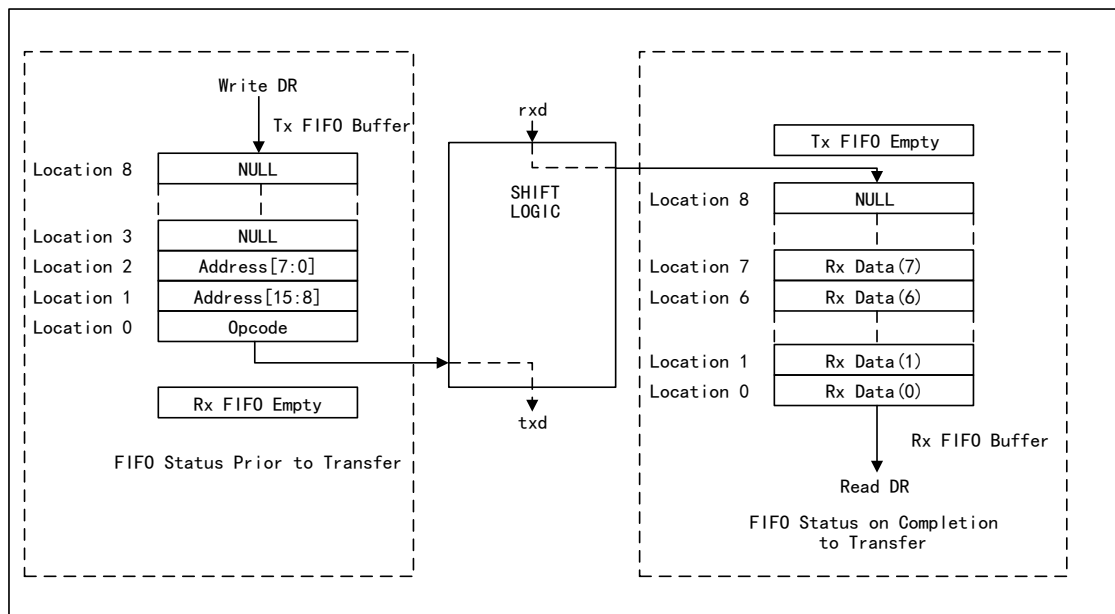 Write DR
Tx FIFO Buffer
Location 8 NULL
Location 3 NULL
Location 2 Address[7:0]
Location 1 Address[15:8]
Location 0 Opcode
Rx FIFO Empty
FIFO Status Prior to Transfer
rxd
SHIFT
LOGIC
txd
Tx FIFO Empty
Location 8 NULL
Location 7 Rx Data(7)
Location 6 Rx Data(6)
Location 1 Rx Data(1)
Location 0 Rx Data(0)
Rx FIFO Buffer
Read DR
FIFO Status on Completion
to Transfer